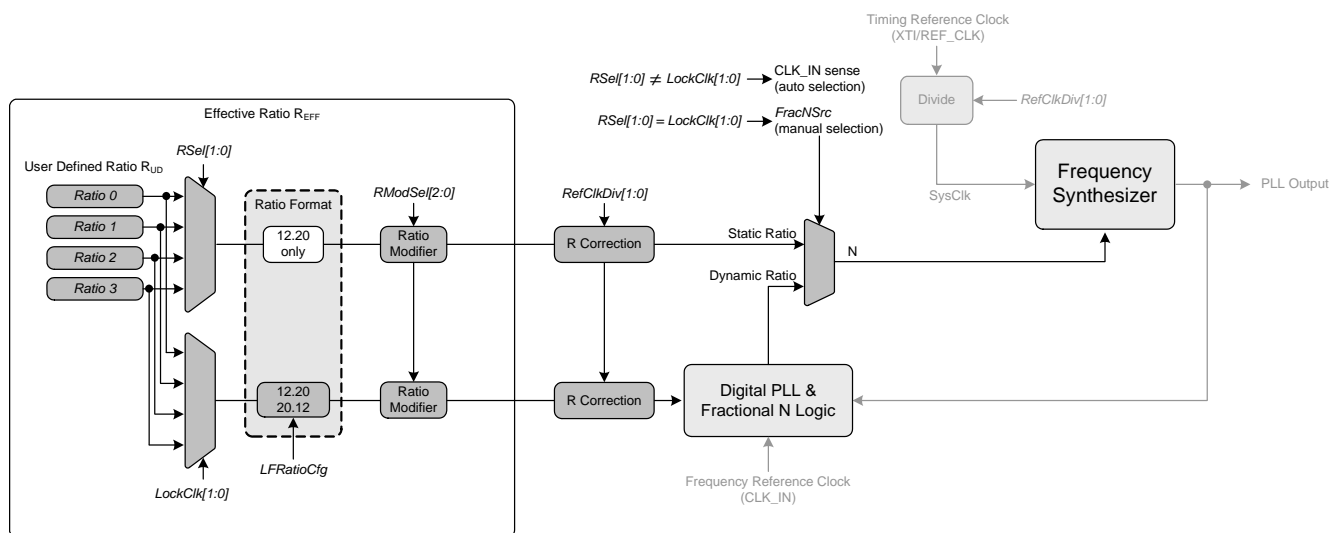 Timing Reference Clock
(XTI/REF_CLK)
RSel[1:0] ≠ LockClk[1:0]
CLK_IN sense
(auto selection)
Divide
RefClkDiv[1:0]
Effective Ratio REFF
RSel[1:0] = LockClk[1:0]
FracNSrc
(manual selection)
RSel[1:0]
User Defined Ratio RUD
Ratio 0
Ratio 1
Ratio 2
Ratio 3
Ratio Format
12.20
only
RModSel[2:0]
Ratio
Modifier
RefClkDiv[1:0]
R Correction
Static Ratio
Dynamic Ratio
N
SysClk
Frequency
Synthesizer
PLL Output
12.20
20.12
Ratio
Modifier
R Correction
Digital PLL &
Fractional N Logic
LFRatioCfg
LockClk[1:0]
Frequency Reference Clock
(CLK_IN)